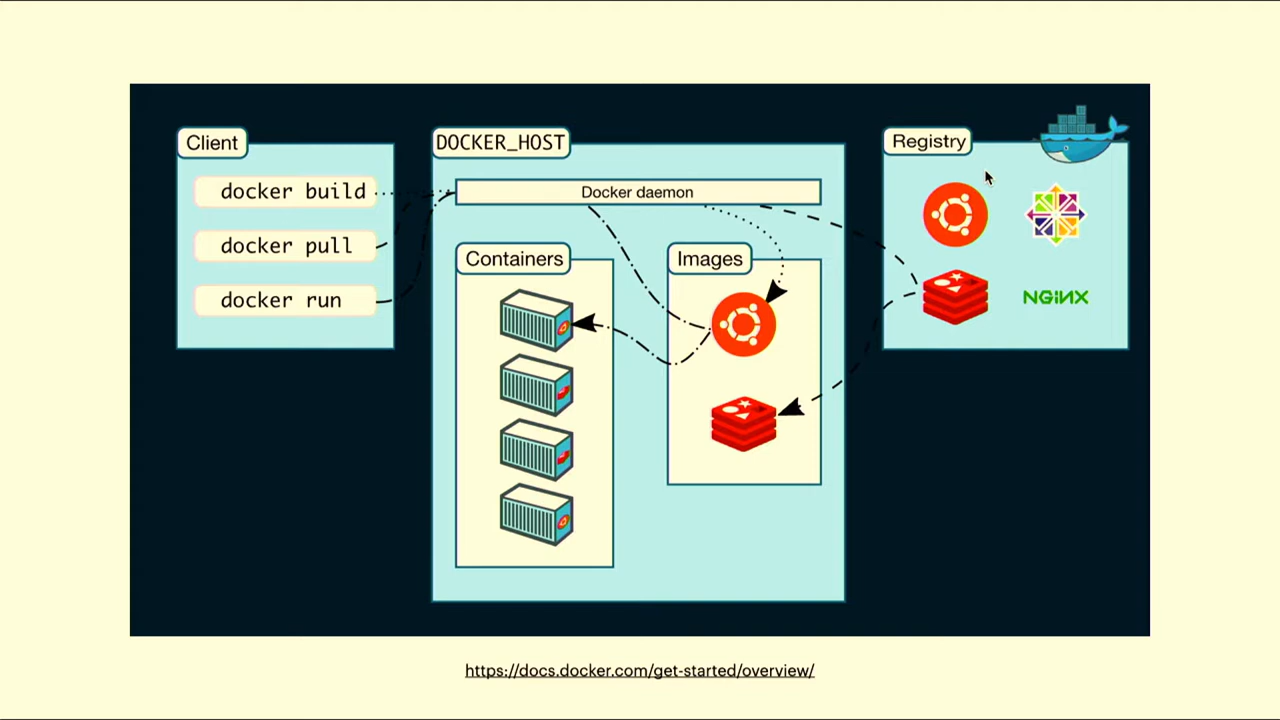 Client
docker build
docker pull
docker run
DOCKER_HOST
Docker daemon
Containers
Images
Registry
NGINX
https://docs.docker.com/get-started/overview/